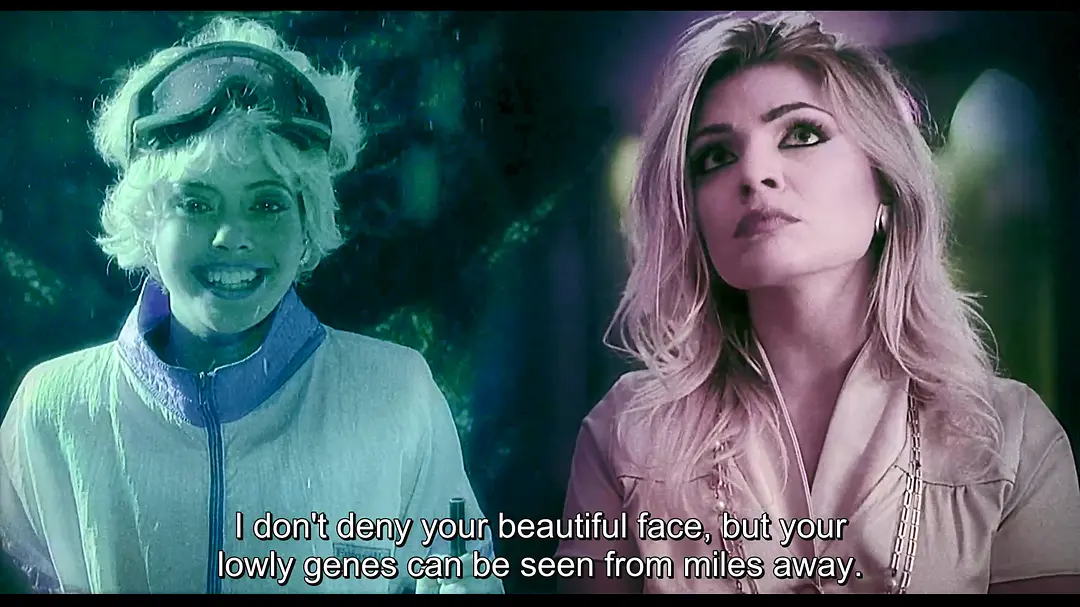 I don't deny your beautiful face, but your
lowly genes can be seen from miles away.